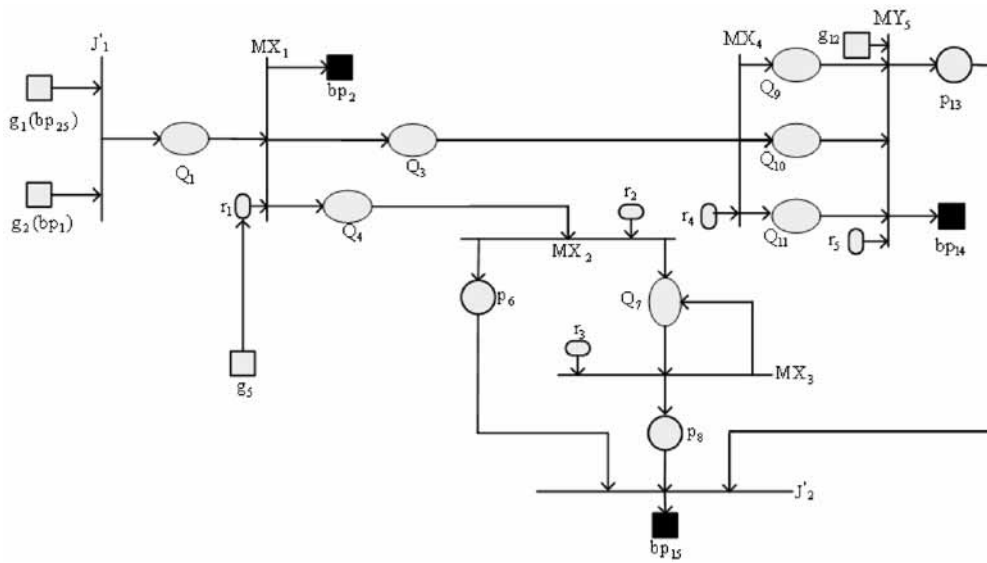 J'1
MX1
bp2
g1(bp25)
Q1
g2(bp1)
r1
Q3
Q4
g5
r2
MX2
p6
Q7
r3
MX3
p8
J'2
bp15
MX4
Q9
Q10
r4
Q11
g12
MY5
p13
r5
bp14